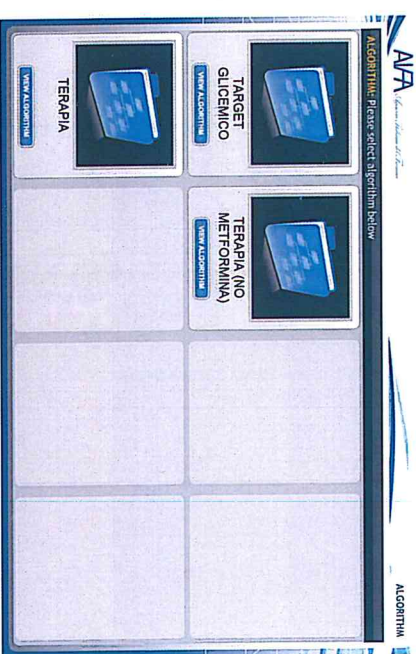 AIFA
ALGORITHM
ALGORITHM: Please select algorithm below
TARGET
GLICEMICO
VIEW ALGORITHM
TERAPIA (NO
METFORMINA)
VIEW ALGORITHM
TERAPIA
VIEW ALGORITHM